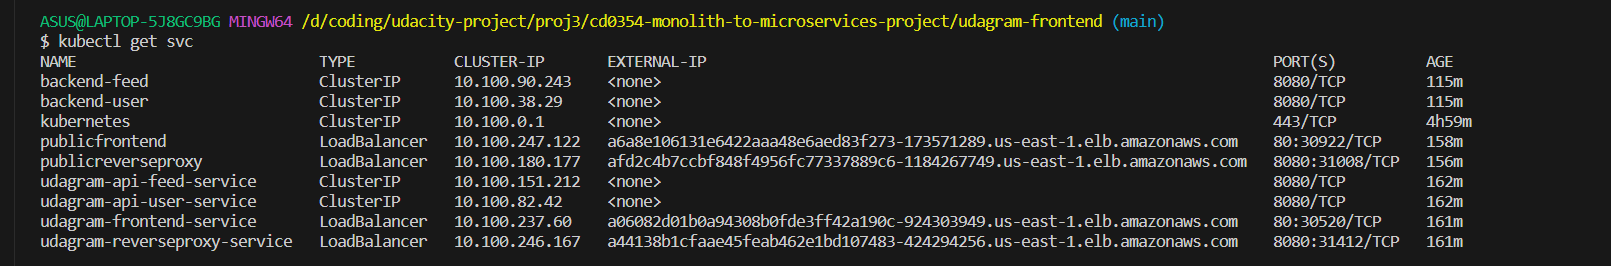 ASUS@LAPTOP-5J8GC9BG MINGW64 /d/coding/udacity-project/proj3/cd0354-monolith-to-microservices-project/udagram-frontend (main)
$ kubectl get svc
NAME TYPE CLUSTER-IP EXTERNAL-IP PORT(S) AGE
backend-feed ClusterIP 10.100.90.243 <none> 8080/TCP 115m
backend-user ClusterIP 10.100.38.29 <none> 8080/TCP 115m
kubernetes ClusterIP 10.100.0.1 <none> 443/TCP 4h59m
publicfrontend LoadBalancer 10.100.247.122 a6a8e106131e6422aaa48e6aed83f273-173571289.us-east-1.elb.amazonaws.com 80:30922/TCP 158m
publicreverseproxy LoadBalancer 10.100.180.177 afd2c4b7ccbf848f4956fc77337889c6-1184267749.us-east-1.elb.amazonaws.com 8080:31008/TCP 156m
udagram-api-feed-service ClusterIP 10.100.151.212 <none> 8080/TCP 162m
udagram-api-user-service ClusterIP 10.100.82.42 <none> 8080/TCP 162m
udagram-frontend-service LoadBalancer 10.100.237.60 a06082d01b0a94308b0fde3ff42a190c-924303949.us-east-1.elb.amazonaws.com 80:30520/TCP 161m
udagram-reverseproxy-service LoadBalancer 10.100.246.167 a44138b1cfaae45feab462e1bd107483-424294256.us-east-1.elb.amazonaws.com 8080:31412/TCP 161m